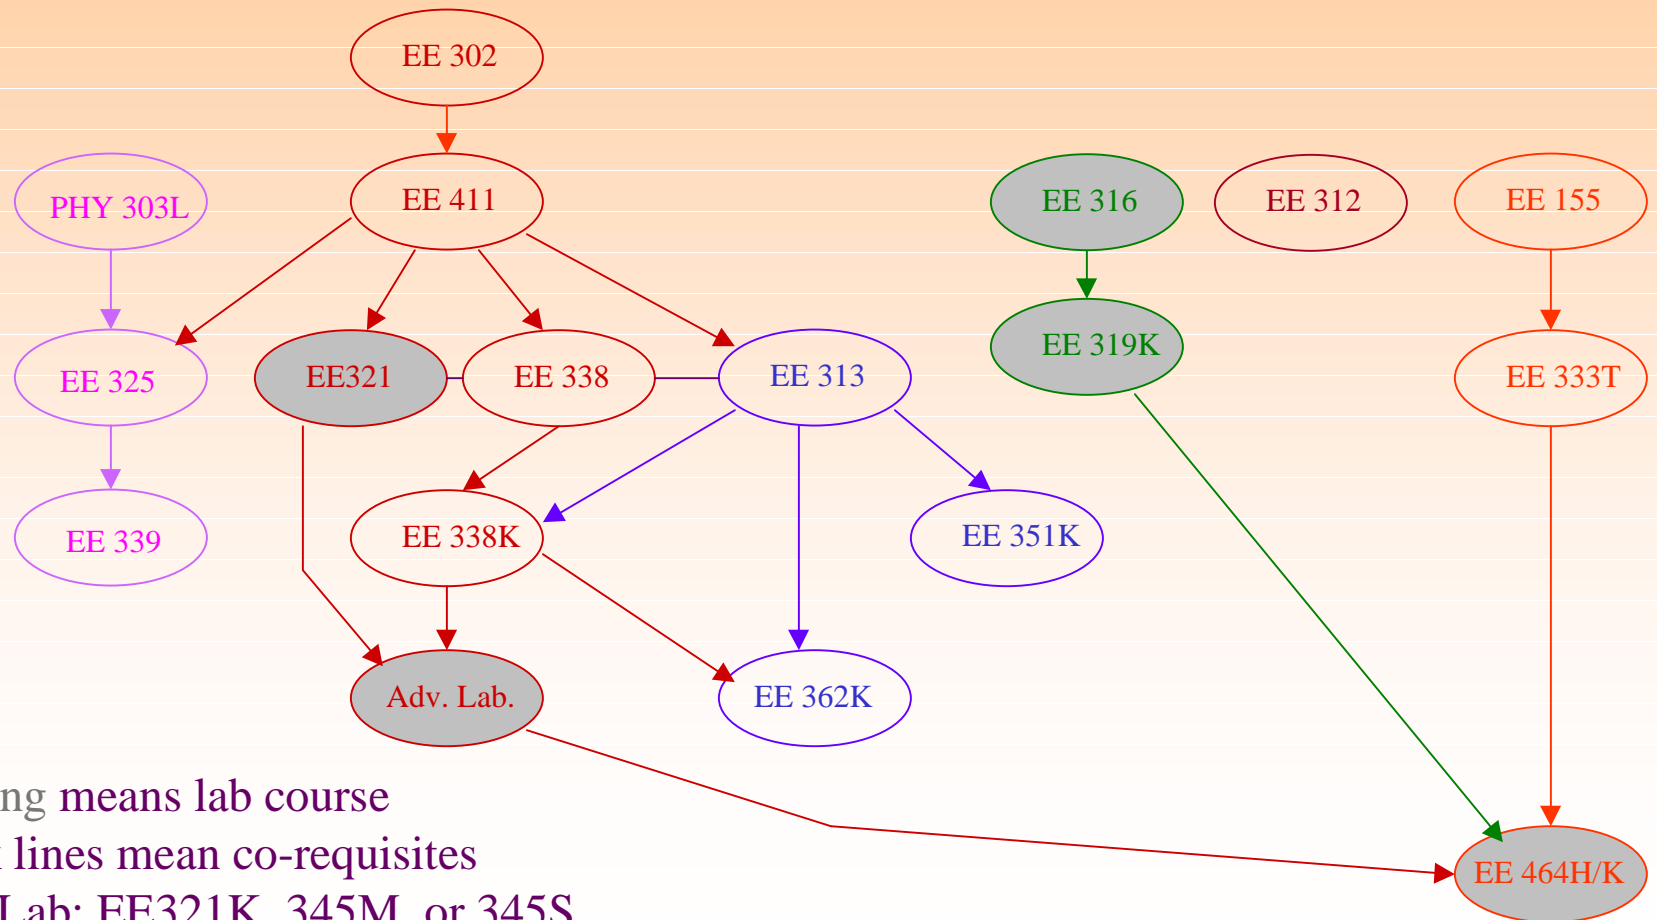 EE 302
PHY 303L
EE 411
EE 316
EE 312
EE 155
EE 319K
EE 325
EE321
EE 338
EE 313
EE 333T
EE 339
EE 338K
EE 351K
Adv. Lab.
EE 362K
means lab course
lines mean co-requisites
EE 464H/K
Lab: EE321K, 345M, or 345S